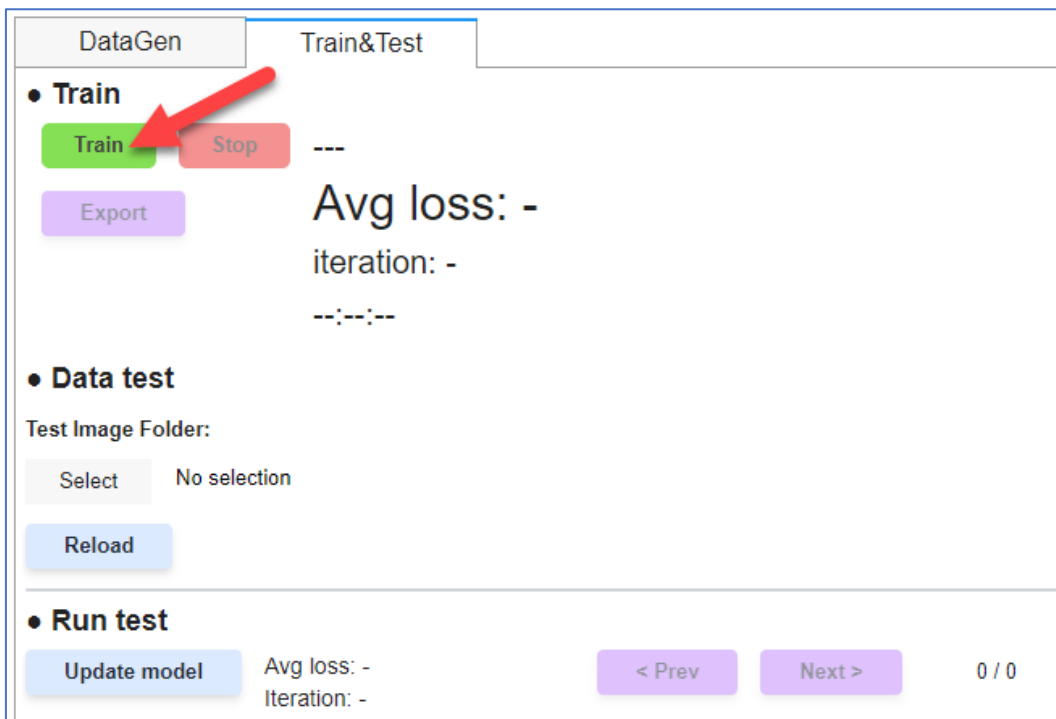 DataGen Train&Test
● Train
Train Stop ---
Export Avg loss: -
iteration: -
--:--:--
● Data test
Test Image Folder:
Select No selection
Reload
● Run test
Update model Avg loss: - < Prev Next > 0 / 0
Iteration: -